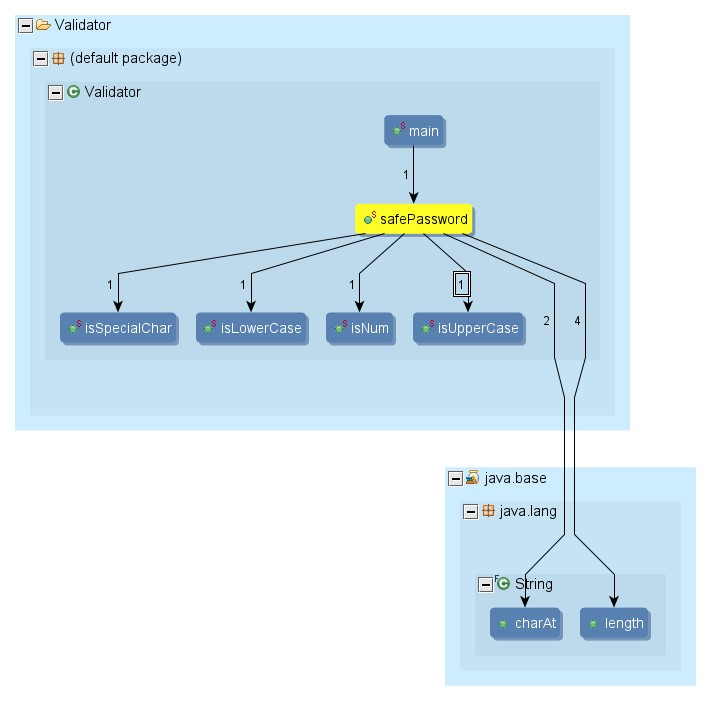 Validator
(default package)
C Validator
S main
1
S safePassword
1
1
1
1
2
4
S isSpecialChar
S isLowerCase
S isNum
S isUpperCase
java.base
java.lang
F C String
charAt
length